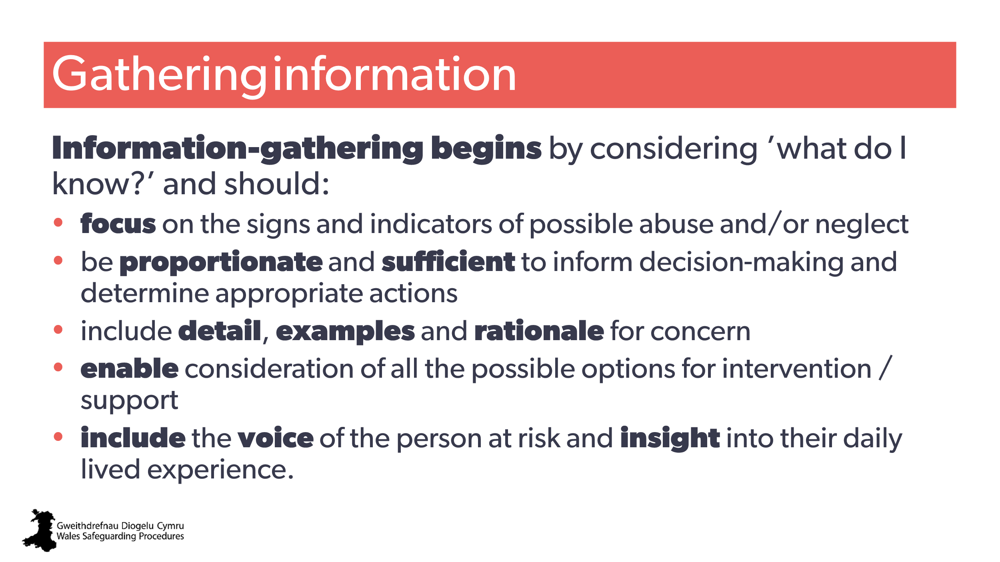 Gathering information
Information-gathering begins by considering ‘what do I
know?’ and should:
• focus on the signs and indicators of possible abuse and/or neglect
• be proportionate and sufficient to inform decision-making and
determine appropriate actions
• include detail, examples and rationale for concern
• enable consideration of all the possible options for intervention /
support
• include the voice of the person at risk and insight into their daily
lived experience.
Gweithdrefnau Diogelu Cymru
Wales Safeguarding Procedures